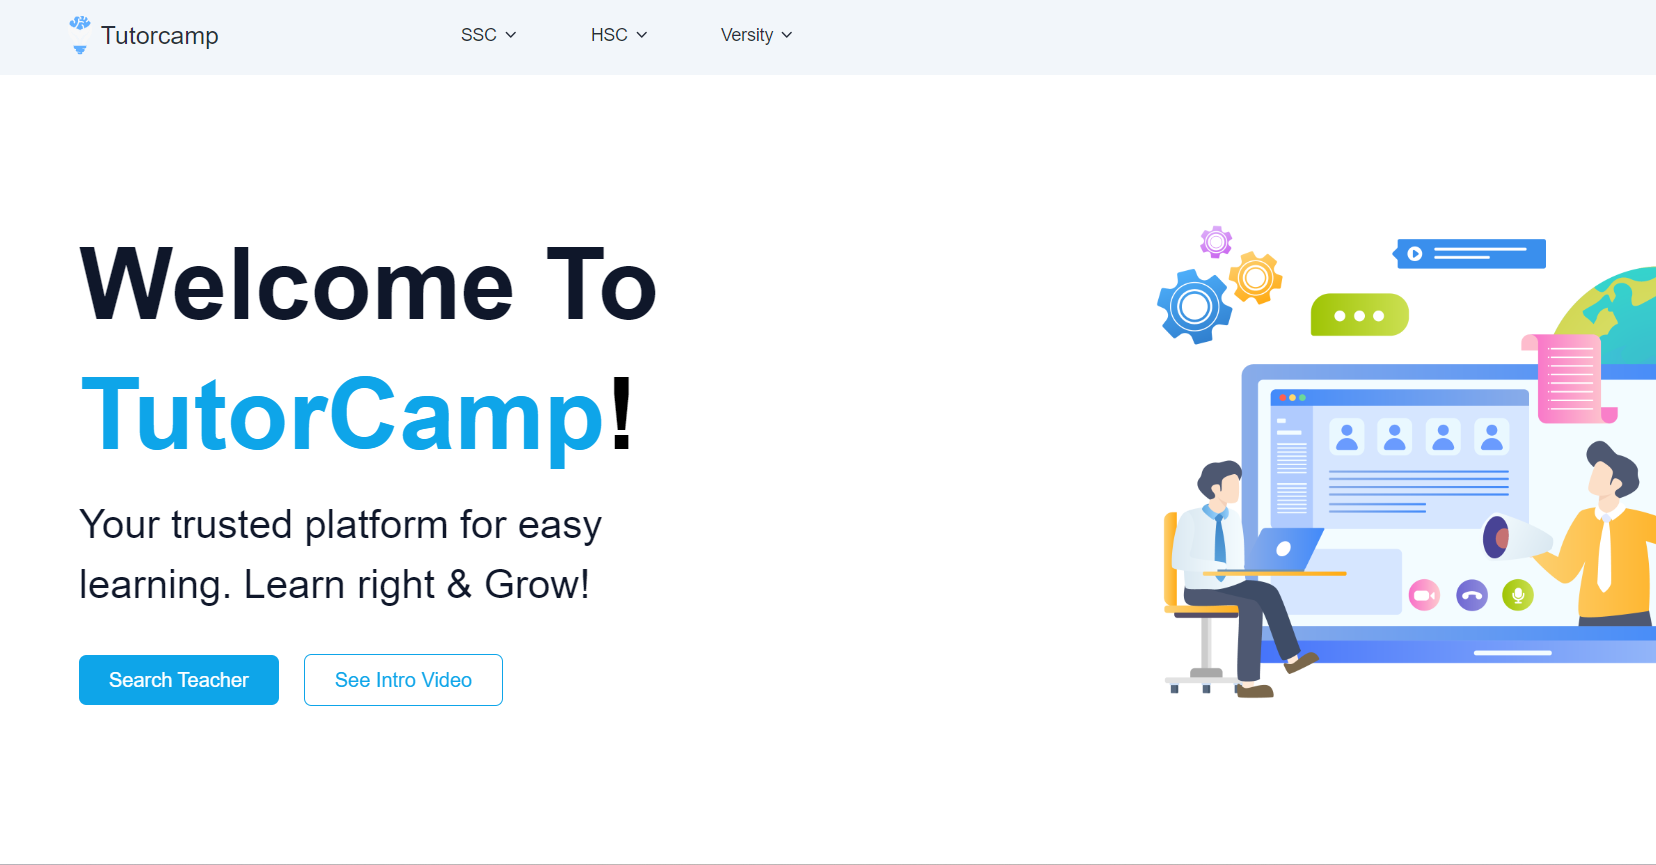 Tutorcamp
SSC
HSC
Versity
Welcome To
TutorCamp!
Your trusted platform for easy
learning. Learn right & Grow!
Search Teacher
See Intro Video